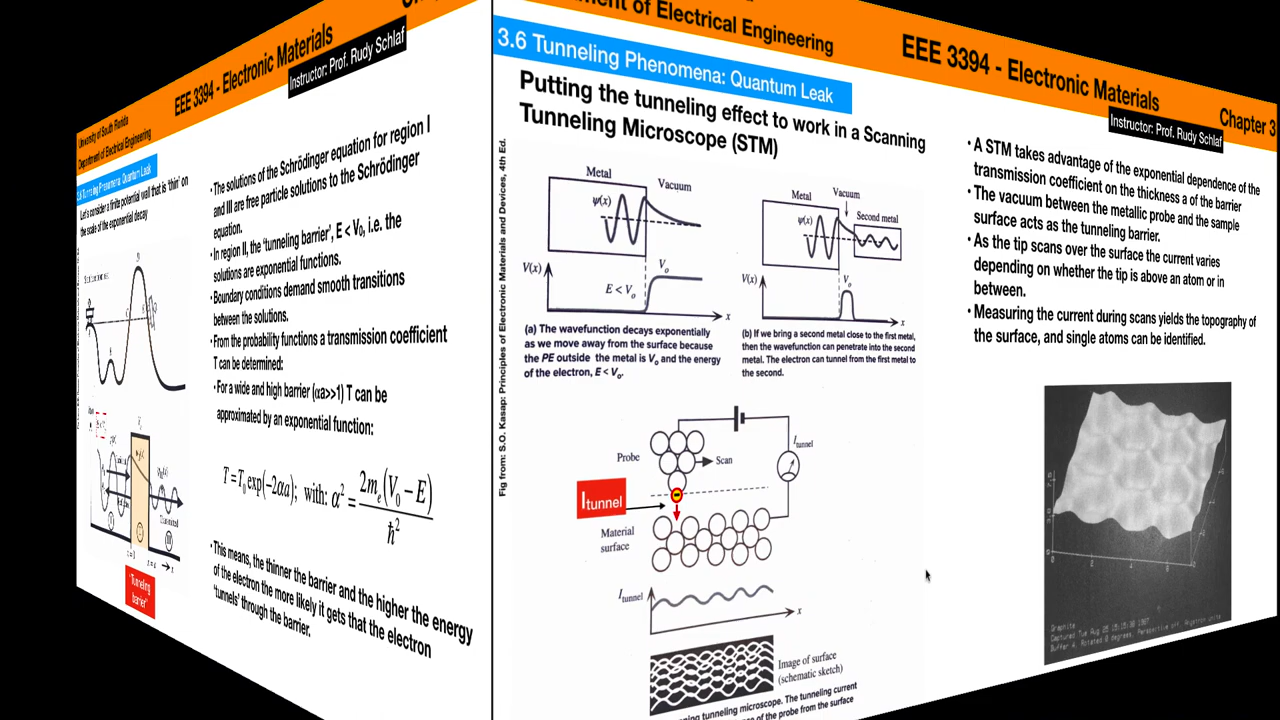 University of South Florida
Department of Electrical Engineering
EEE 3394 - Electronic Materials
Instructor: Prof. Rudy Schlaf
3.6 Tunneling Phenomena: Quantum Leak
Let's consider a finite potential wall that is 'thin' on
the scale of the exponential decay
• The solutions of the Schrödinger equation for region I
and III are free particle solutions to the Schrödinger
equation.
• In region II, the 'tunneling barrier', E < V₀, i.e. the
solutions are exponential functions.
• Boundary conditions demand smooth transitions
between the solutions.
• From the probability functions a transmission coefficient
T can be determined:
• For a wide and high barrier (αa>>1) T can be
approximated by an exponential function:
T = T₀ exp(−2αa); with: α² = 2mₑ(V₀ − E) / ħ²
• This means, the thinner the barrier and the higher the energy
of the electron the more likely it gets that the electron
'tunnels' through the barrier.
'Tunneling
barrier'
ment of Electrical Engineering
EEE 3394 - Electronic Materials
Instructor: Prof. Rudy Schlaf
Chapter 3
3.6 Tunneling Phenomena: Quantum Leak
Putting the tunneling effect to work in a Scanning
Tunneling Microscope (STM)
Fig from: S.O. Kasap: Principles of Electronic Materials and Devices, 4th Ed.
Metal
Vacuum
ψ(x)
V(x)
V₀
E < V₀
x
(a) The wavefunction decays exponentially
as we move away from the surface because
the PE outside the metal is V₀ and the energy
of the electron, E < V₀.
Metal
Vacuum
Second metal
ψ(x)
V(x)
V₀
x
(b) If we bring a second metal close to the first metal,
then the wavefunction can penetrate into the second
metal. The electron can tunnel from the first metal to
the second.
Probe
Scan
I tunnel
I tunnel
Material
surface
I tunnel
x
Image of surface
(schematic sketch)
ning tunneling microscope. The tunneling current
ce of the probe from the surface
• A STM takes advantage of the exponential dependence of the
transmission coefficient on the thickness a of the barrier
• The vacuum between the metallic probe and the sample
surface acts as the tunneling barrier.
• As the tip scans over the surface the current varies
depending on whether the tip is above an atom or in
between.
• Measuring the current during scans yields the topography of
the surface, and single atoms can be identified.
Graphite